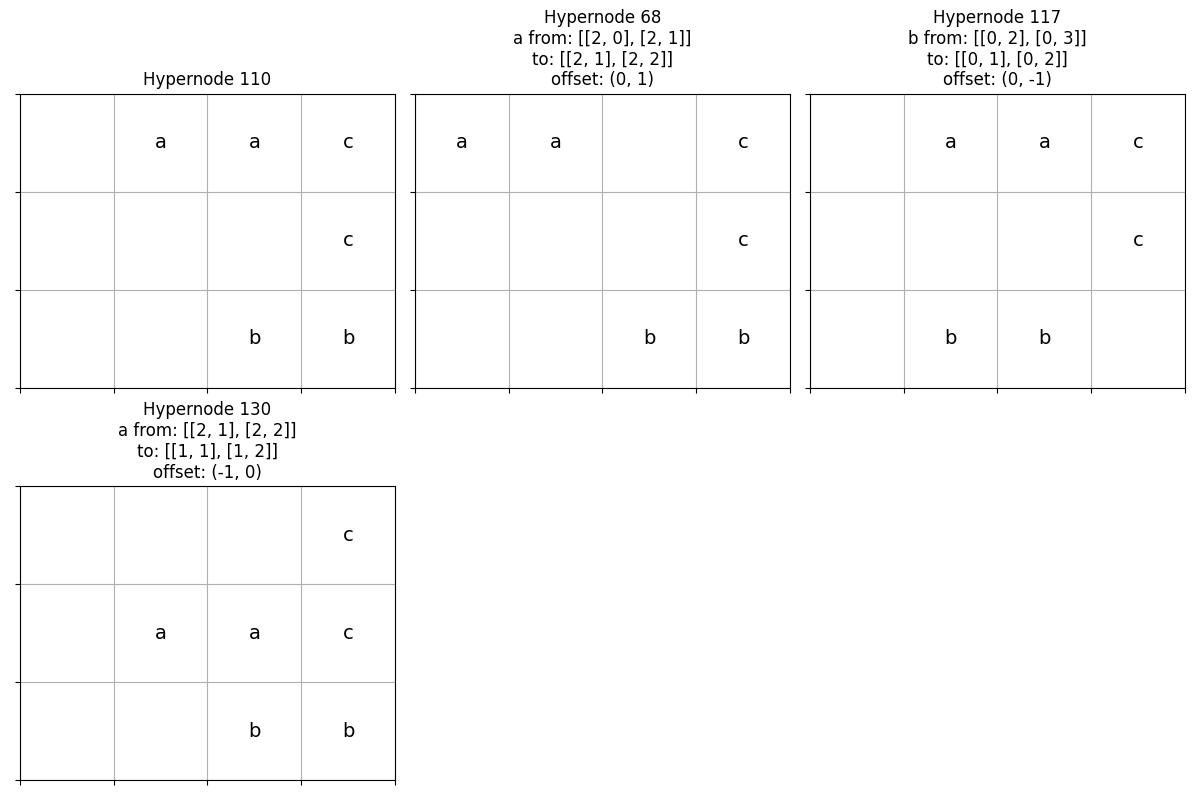 Hypernode 110
a a c
c
b b
Hypernode 68
a from: [[2, 0], [2, 1]]
to: [[2, 1], [2, 2]]
offset: (0, 1)
a a c
c
b b
Hypernode 117
b from: [[0, 2], [0, 3]]
to: [[0, 1], [0, 2]]
offset: (0, -1)
a a c
c
b b
Hypernode 130
a from: [[2, 1], [2, 2]]
to: [[1, 1], [1, 2]]
offset: (-1, 0)
c
a a c
b b